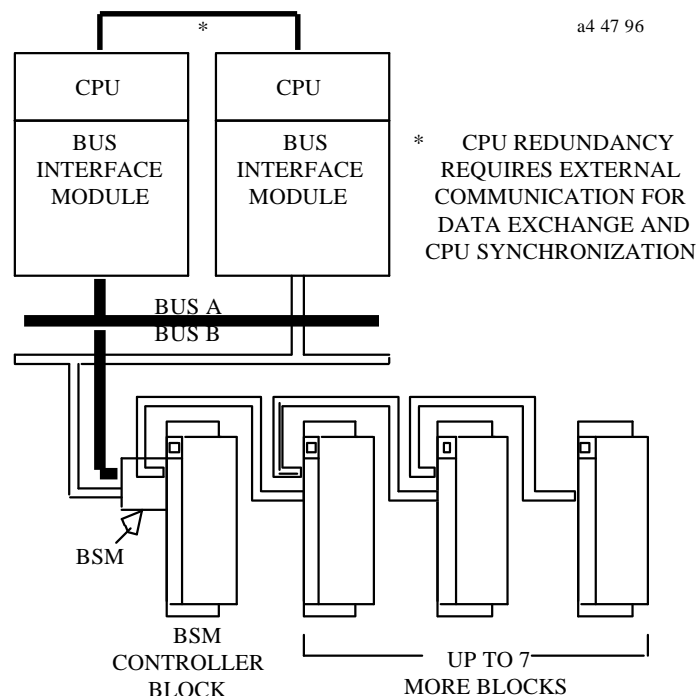 a4 47 96
*
CPU
CPU
BUS
INTERFACE
MODULE
BUS
INTERFACE
MODULE
* CPU REDUNDANCY
REQUIRES EXTERNAL
COMMUNICATION FOR
DATA EXCHANGE AND
CPU SYNCHRONIZATION
BUS A
BUS B
BSM
BSM
CONTROLLER
BLOCK
UP TO 7
MORE BLOCKS